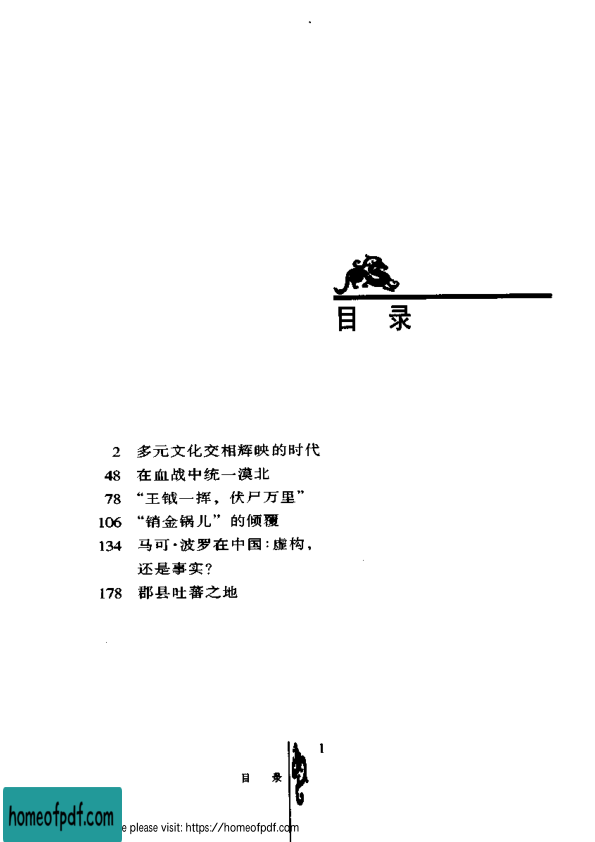 目 录
2 多元文化交相辉映的时代
48 在血战中统一漠北
78 “王钺一挥，伏尸万里”
106 “销金锅儿”的倾覆
134 马可·波罗在中国：虚构，
还是事实？
178 郡县吐蕃之地
1
目 录
homeofpdf.com
e please visit: https://homeofpdf.com